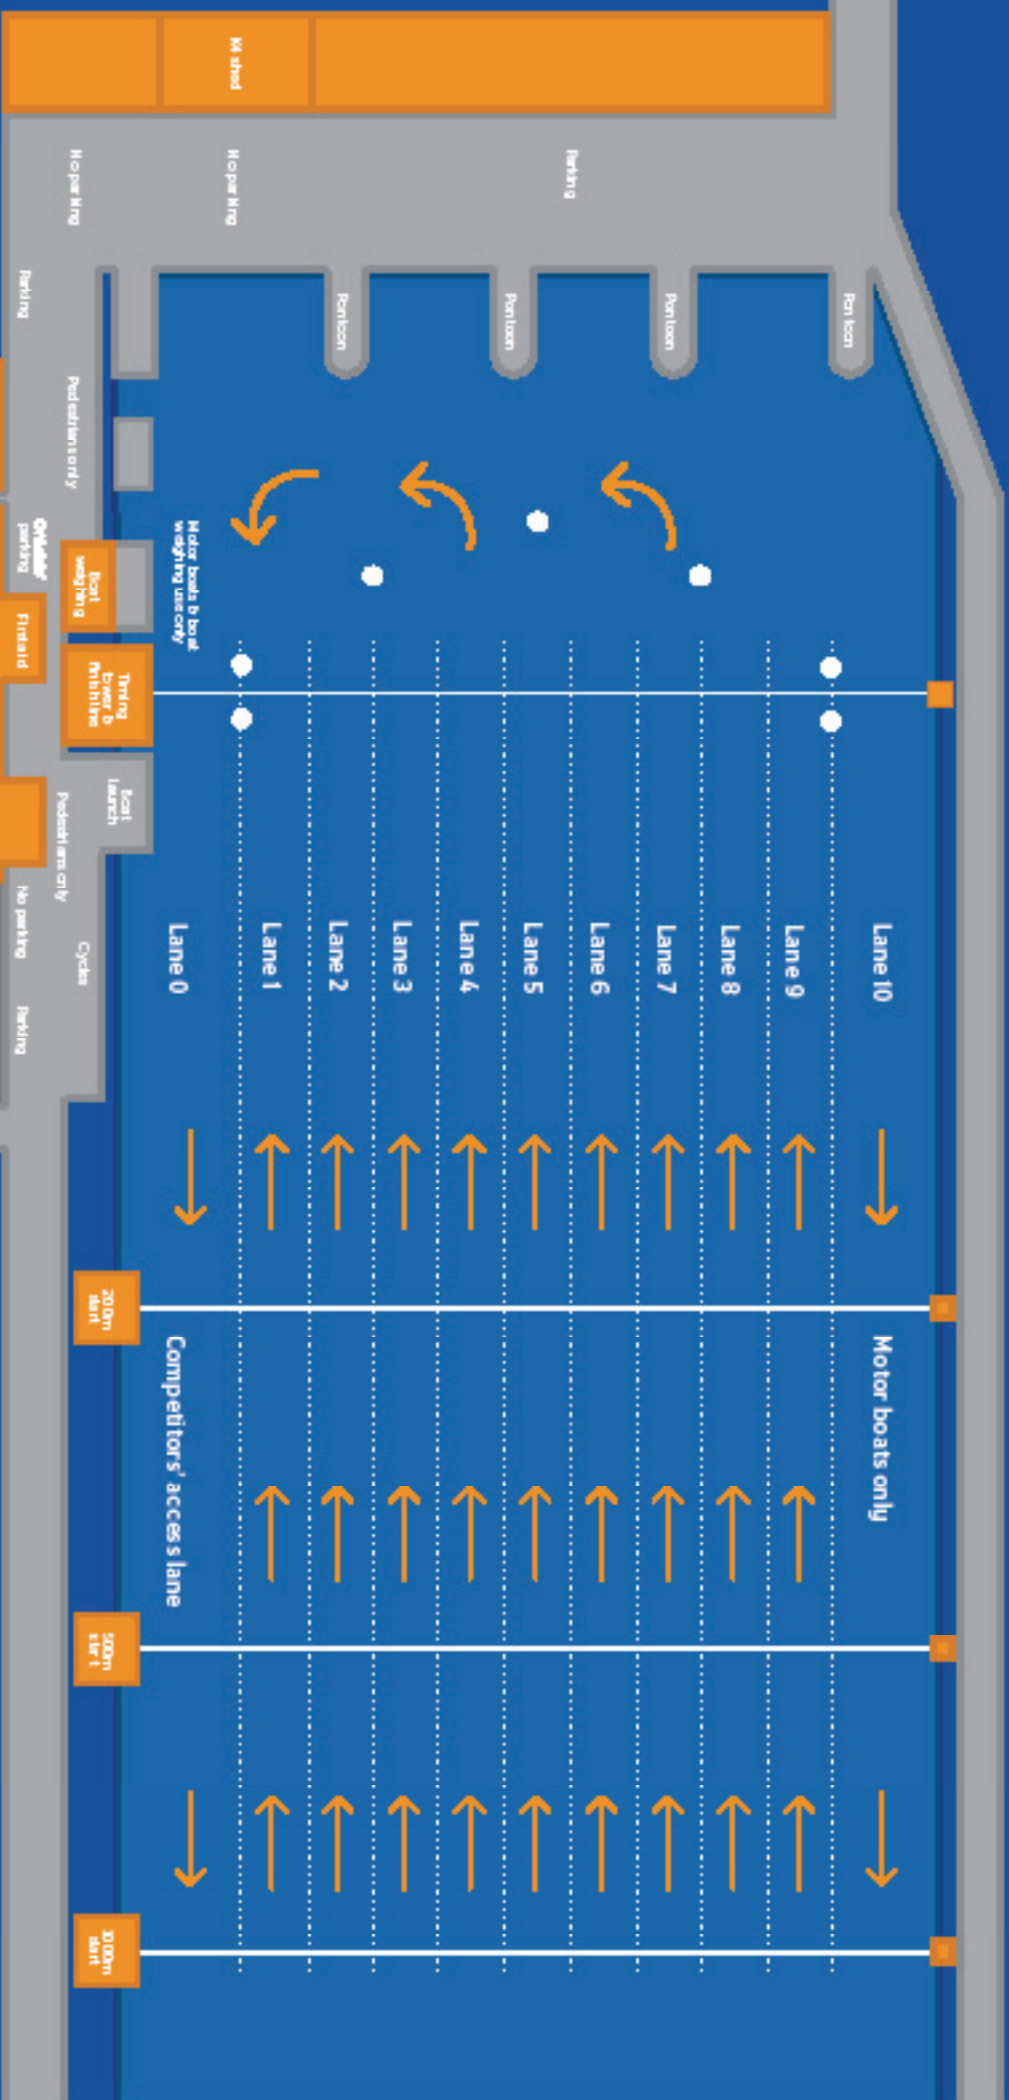 K4 shed
No parking
No parking
Parking
Parking
Pontoon
Pontoon
Pontoon
Pontoon
Pedestrians only
parking
Boat
weighing
Motor boats & boat
weighing use only
First aid
Timing
tower &
finish line
Boat
launch
Pedestrians only
No parking
Cycles
Parking
Lane 0
Lane 1
Lane 2
Lane 3
Lane 4
Lane 5
Lane 6
Lane 7
Lane 8
Lane 9
Lane 10
200m
start
Competitors' access lane
Motor boats only
500m
start
1000m
start